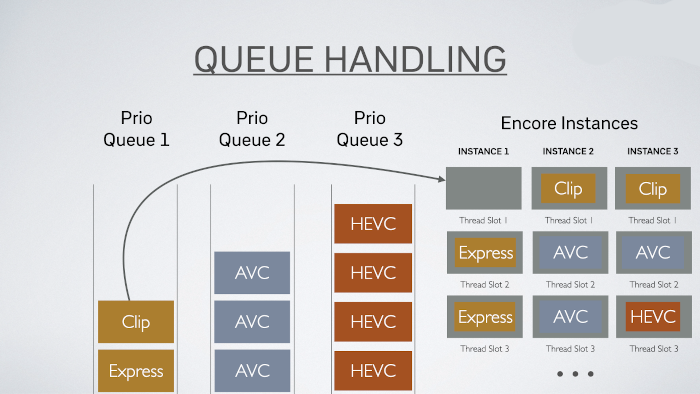 QUEUE HANDLING
Prio
Queue 1
Prio
Queue 2
Prio
Queue 3
Encore Instances
INSTANCE 1
INSTANCE 2
INSTANCE 3
Clip
Clip
Thread Slot 1
Thread Slot 1
Thread Slot 1
Express
AVC
AVC
Thread Slot 2
Thread Slot 2
Thread Slot 2
Express
AVC
HEVC
Thread Slot 3
Thread Slot 3
Thread Slot 3
• • •
Clip
Express
AVC
AVC
AVC
HEVC
HEVC
HEVC
HEVC